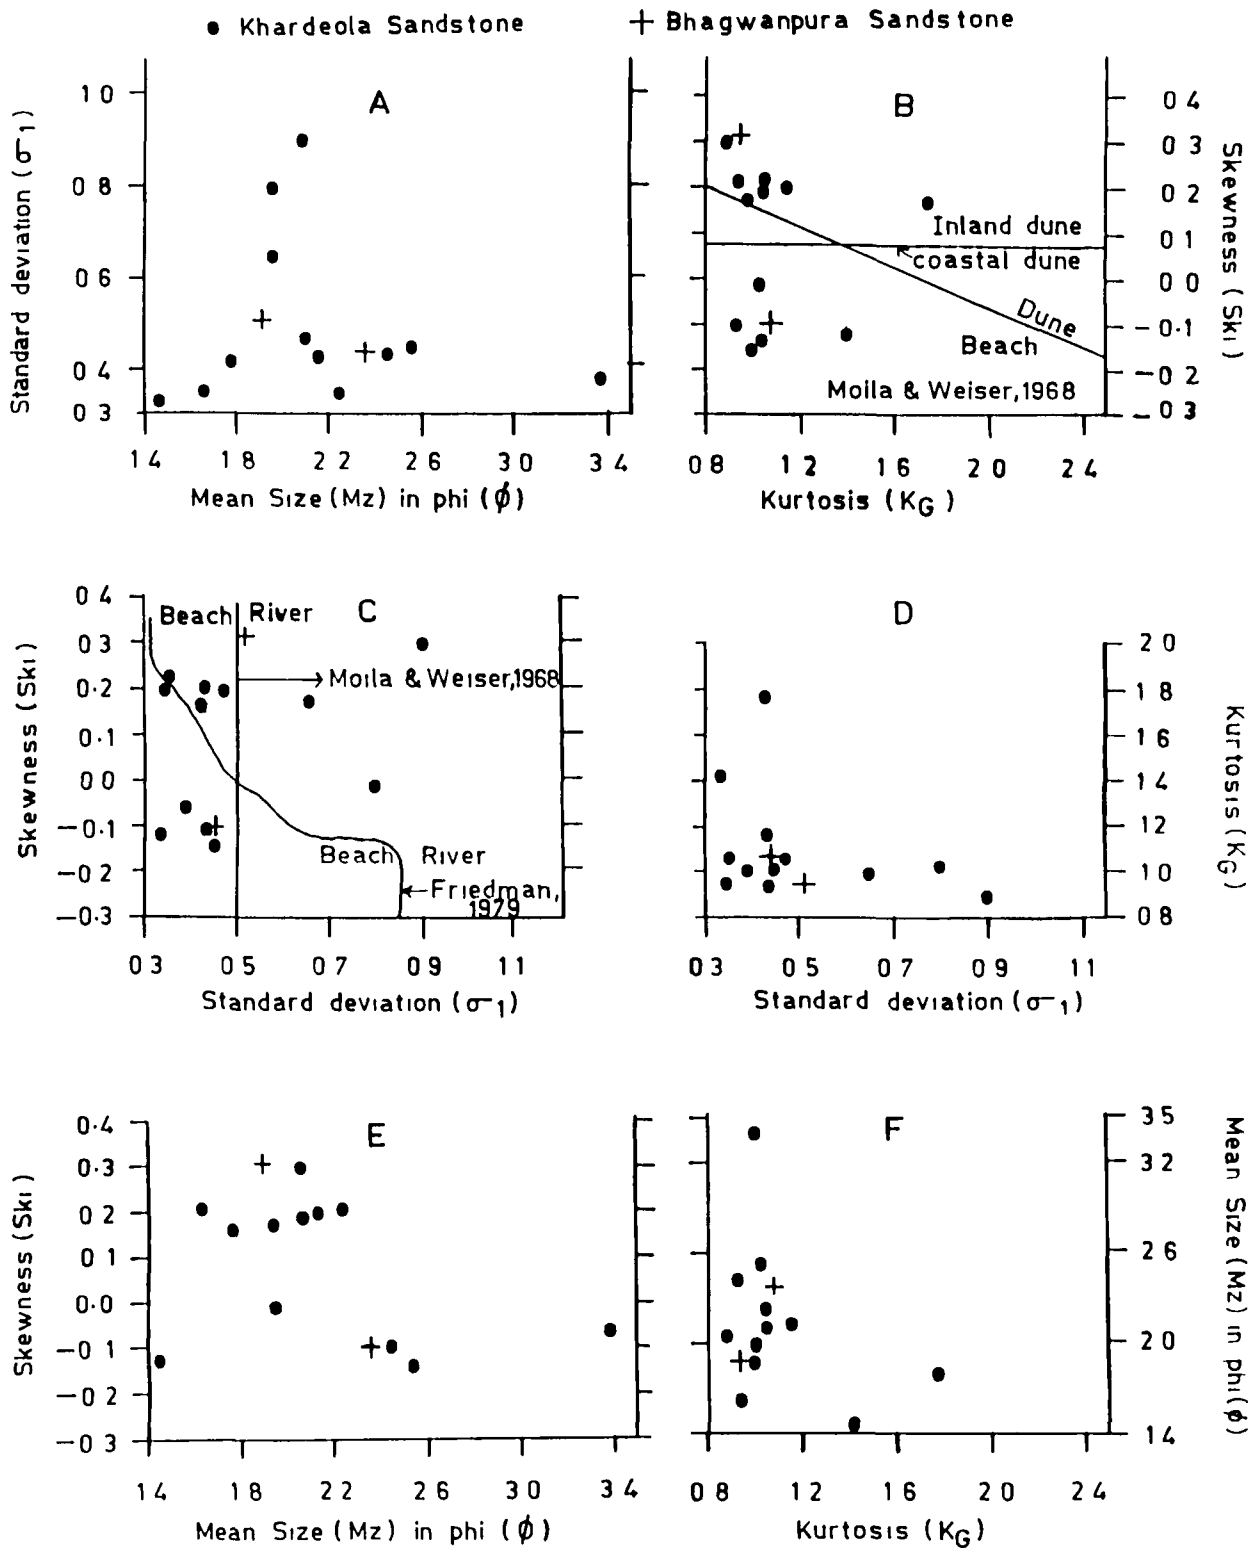 Khardeola Sandstone
Bhagwanpura Sandstone
A
Standard deviation (σ₁)
1 0
0 8
0 6
0 4
0 3
1 4 1 8 2 2 2 6 3 0 3 4
Mean Size (Mz) in phi (ϕ)
B
Inland dune
coastal dune
Dune
Beach
Moila & Weiser, 1968
0 4
0 3
0 2
0 1
0 0
-0 1
-0 2
-0 3
Skewness (Ski)
0 8 1 2 1 6 2 0 2 4
Kurtosis (KG)
C
Beach River
Moila & Weiser, 1968
Beach River
Friedman,
1979
Skewness (Ski)
0 4
0 3
0·2
0·1
0 0
-0·1
-0 2
-0·3
0 3 0 5 0 7 0 9 1 1
Standard deviation (σ₁)
D
2 0
1 8
1 6
1 4
1 2
1 0
0 8
Kurtosis (KG)
0 3 0 5 0 7 0 9 1 1
Standard deviation (σ₁)
E
Skewness (Ski)
0·4
0·3
0 2
0 1
0·0
-0 1
-0 2
-0 3
1 4 1 8 2 2 2 6 3 0 3 4
Mean Size (Mz) in phi (ϕ)
F
3 5
3 2
2 6
2 0
1 4
Mean Size (Mz) in phi (ϕ)
0 8 1 2 1 6 2 0 2 4
Kurtosis (KG)